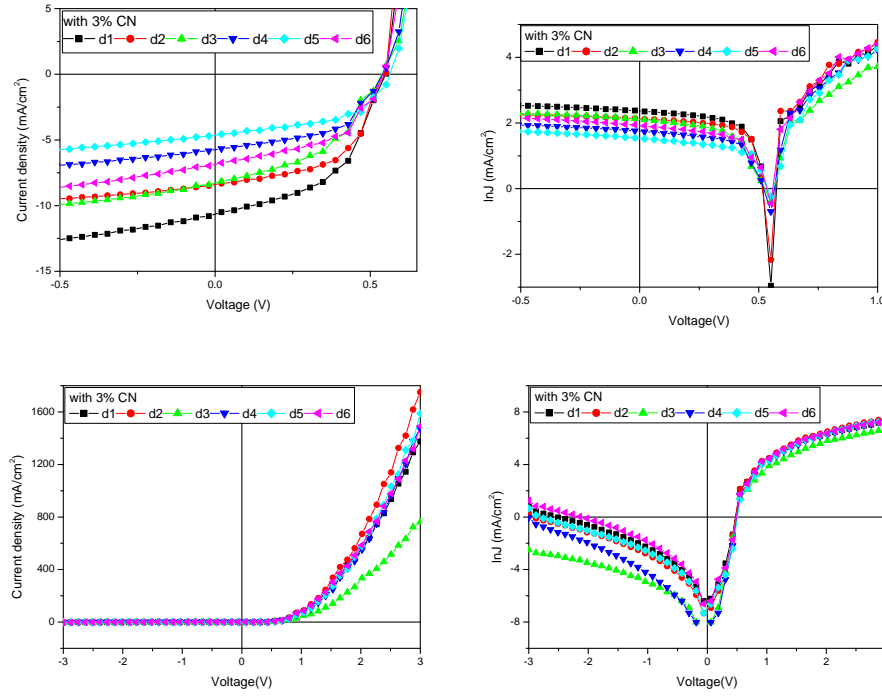 with 3% CN
d1 d2 d3 d4 d5 d6
5
0
-5
-10
-15
-0.5 0.0 0.5
Voltage (V)
Current density (mA/cm²)
with 3% CN
d1 d2 d3 d4 d5 d6
4
2
0
-2
-0.5 0.0 0.5 1.0
Voltage(V)
lnJ (mA/cm²)
with 3% CN
d1 d2 d3 d4 d5 d6
1600
1200
800
400
0
-3 -2 -1 0 1 2 3
Voltage(V)
Current density (mA/cm²)
with 3% CN
d1 d2 d3 d4 d5 d6
8
4
0
-4
-8
-3 -2 -1 0 1 2
Voltage(V)
lnJ (mA/cm²)